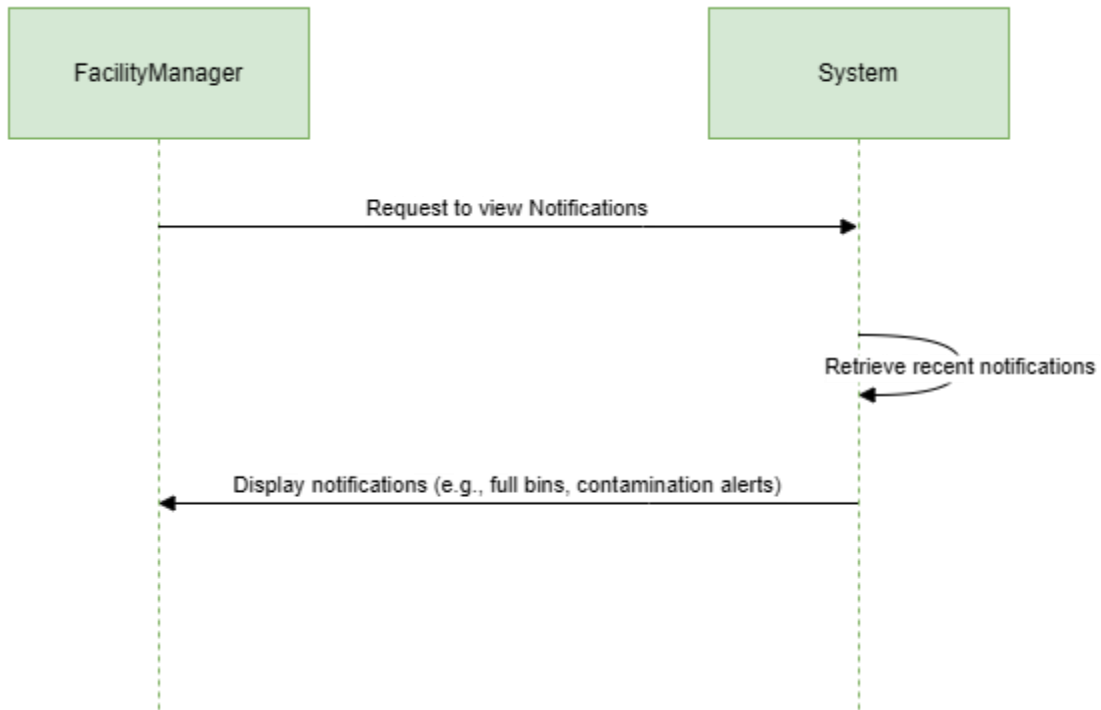 FacilityManager
System
Request to view Notifications
Retrieve recent notifications
Display notifications (e.g., full bins, contamination alerts)